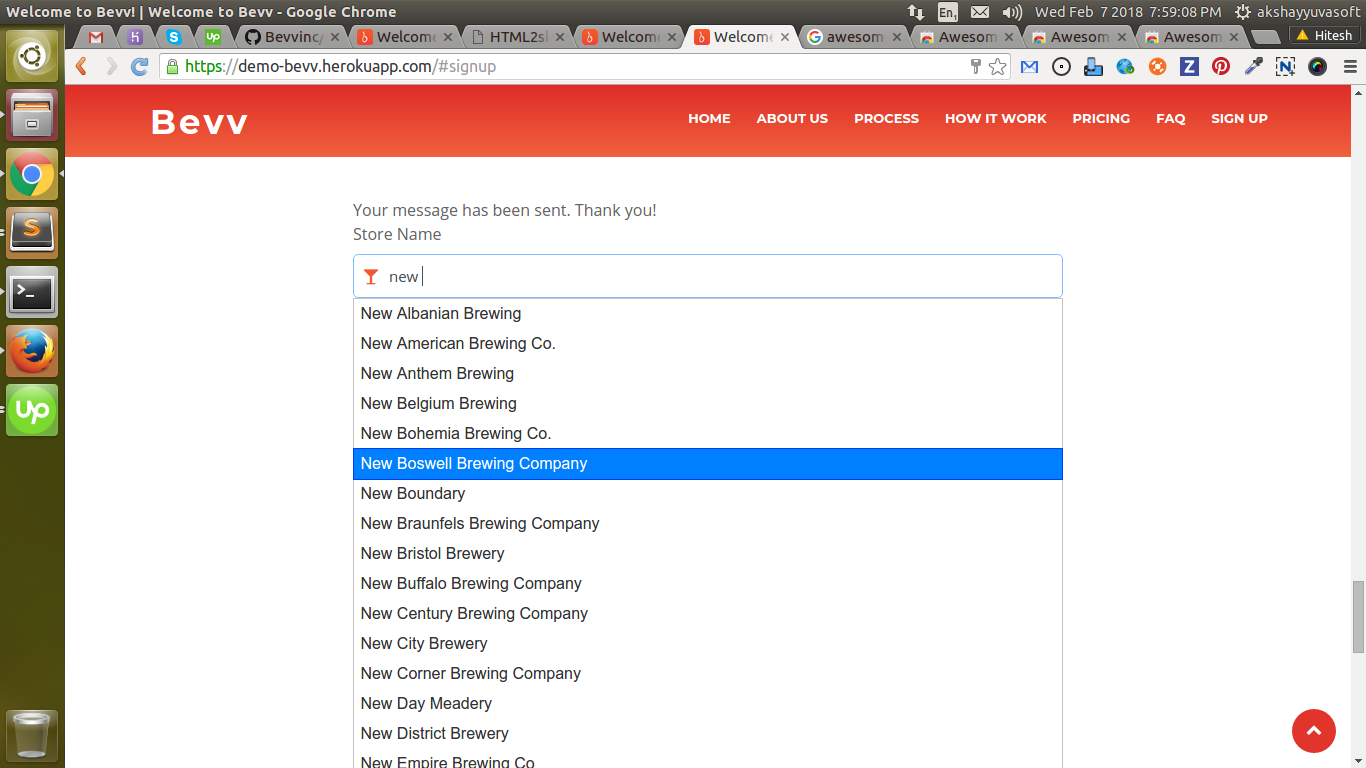 Welcome to Bevv! | Welcome to Bevv - Google Chrome
En1
Wed Feb 7 2018 7:59:08 PM
akshayyuvasoft
Bevvinc/
Welcome
HTML2sl
Welcome
Welcome
awesom
Awesom
Awesom
Awesom
Hitesh
https://demo-bevv.herokuapp.com/#signup
Bevv
HOME
ABOUT US
PROCESS
HOW IT WORK
PRICING
FAQ
SIGN UP
Your message has been sent. Thank you!
Store Name
new
New Albanian Brewing
New American Brewing Co.
New Anthem Brewing
New Belgium Brewing
New Bohemia Brewing Co.
New Boswell Brewing Company
New Boundary
New Braunfels Brewing Company
New Bristol Brewery
New Buffalo Brewing Company
New Century Brewing Company
New City Brewery
New Corner Brewing Company
New Day Meadery
New District Brewery
New Empire Brewing Co
up